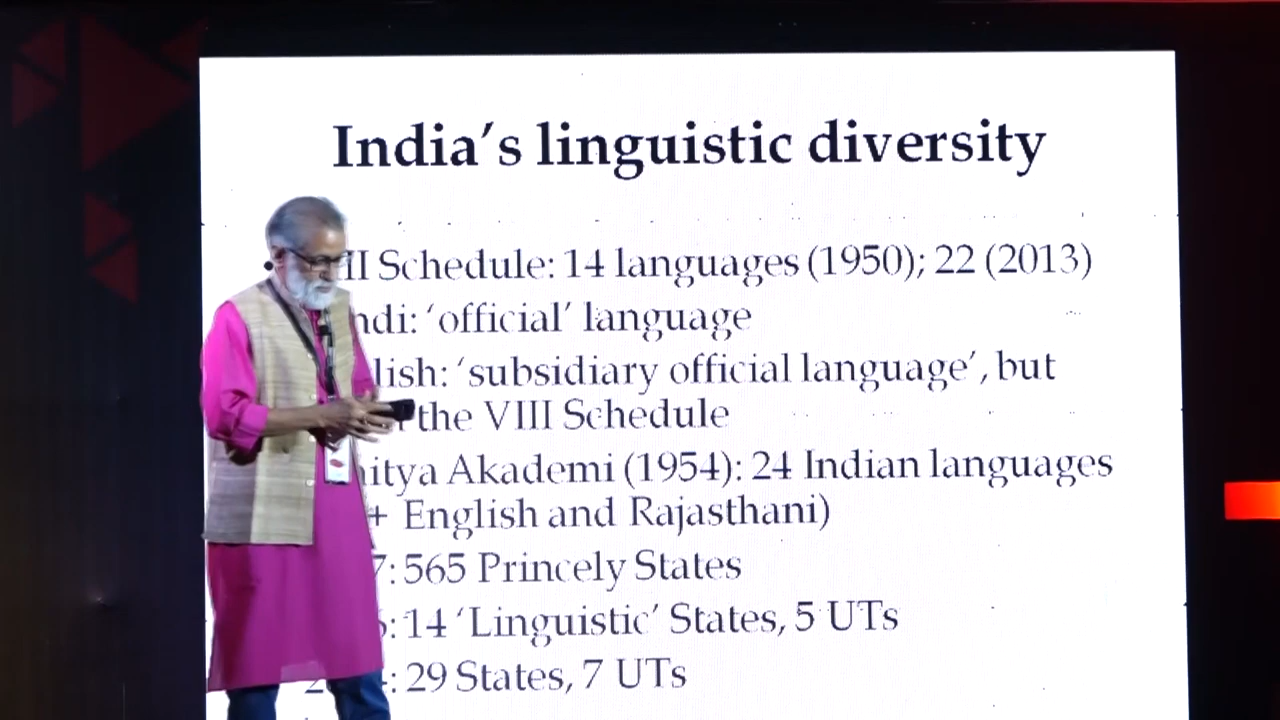 India's linguistic diversity
II Schedule: 14 languages (1950); 22 (2013)
ndi: 'official' language
lish: 'subsidiary official language', but
the VIII Schedule
itya Akademi (1954): 24 Indian languages
+ English and Rajasthani)
7: 565 Princely States
: 14 'Linguistic' States, 5 UTs
: 29 States, 7 UTs